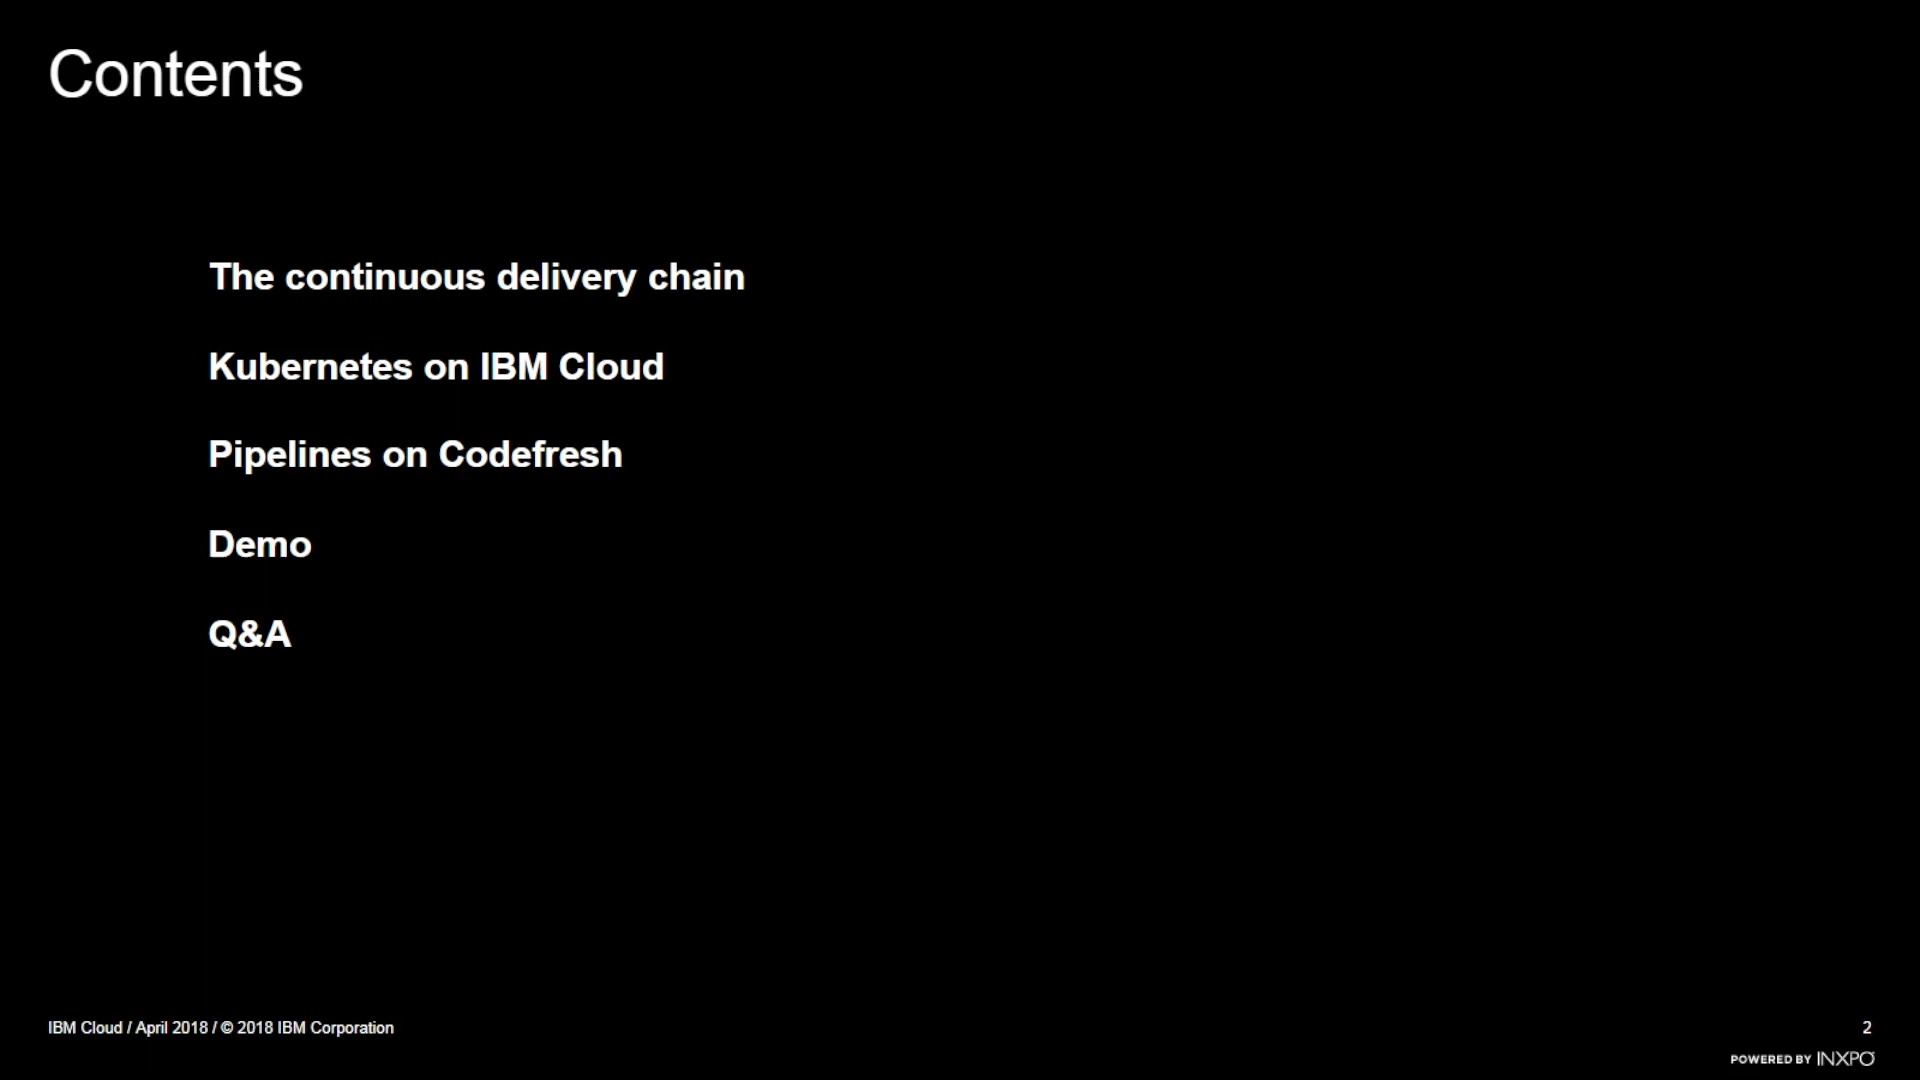 Contents
The continuous delivery chain
Kubernetes on IBM Cloud
Pipelines on Codefresh
Demo
Q&A
IBM Cloud / April 2018 / © 2018 IBM Corporation
2
POWERED BY INXPO